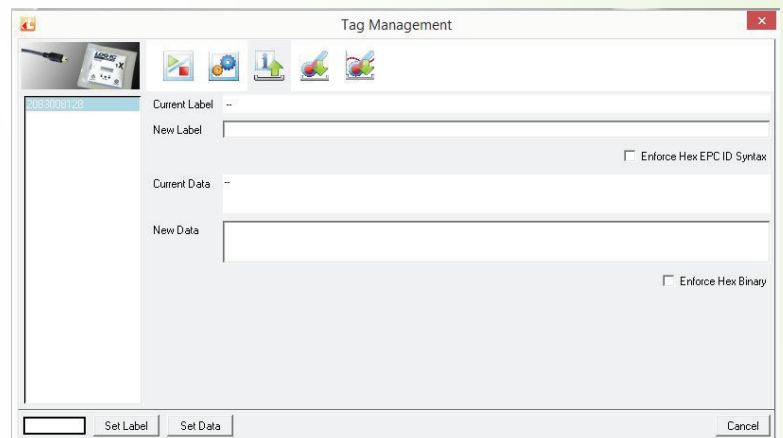 Tag Management
2083008128
Current Label --
New Label
Enforce Hex EPC ID Syntax
Current Data --
New Data
Enforce Hex Binary
Set Label Set Data Cancel